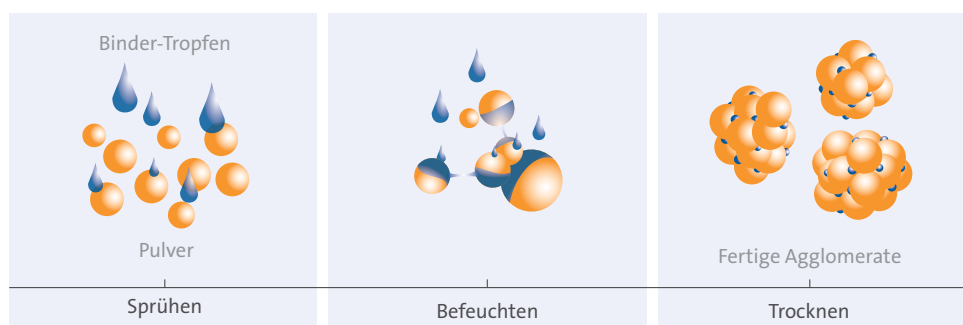 Binder-Tropfen
Pulver
Fertige Agglomerate
Sprühen
Befeuchten
Trocknen